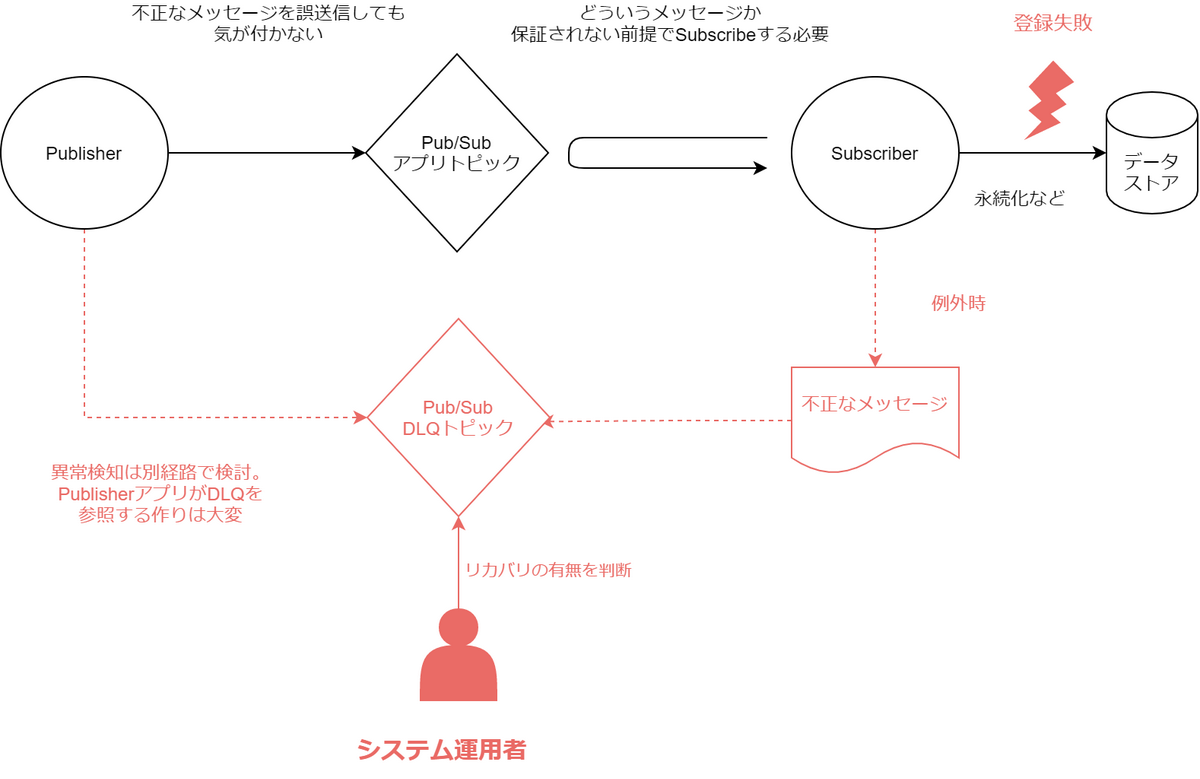 不正なメッセージを誤送信しても
気が付かない
どういうメッセージか
保証されない前提でSubscribeする必要
登録失敗
Publisher
Pub/Sub
アプリトピック
Subscriber
データ
ストア
永続化など
例外時
Pub/Sub
DLQトピック
不正なメッセージ
異常検知は別経路で検討。
PublisherアプリがDLQを
参照する作りは大変
リカバリの有無を判断
システム運用者